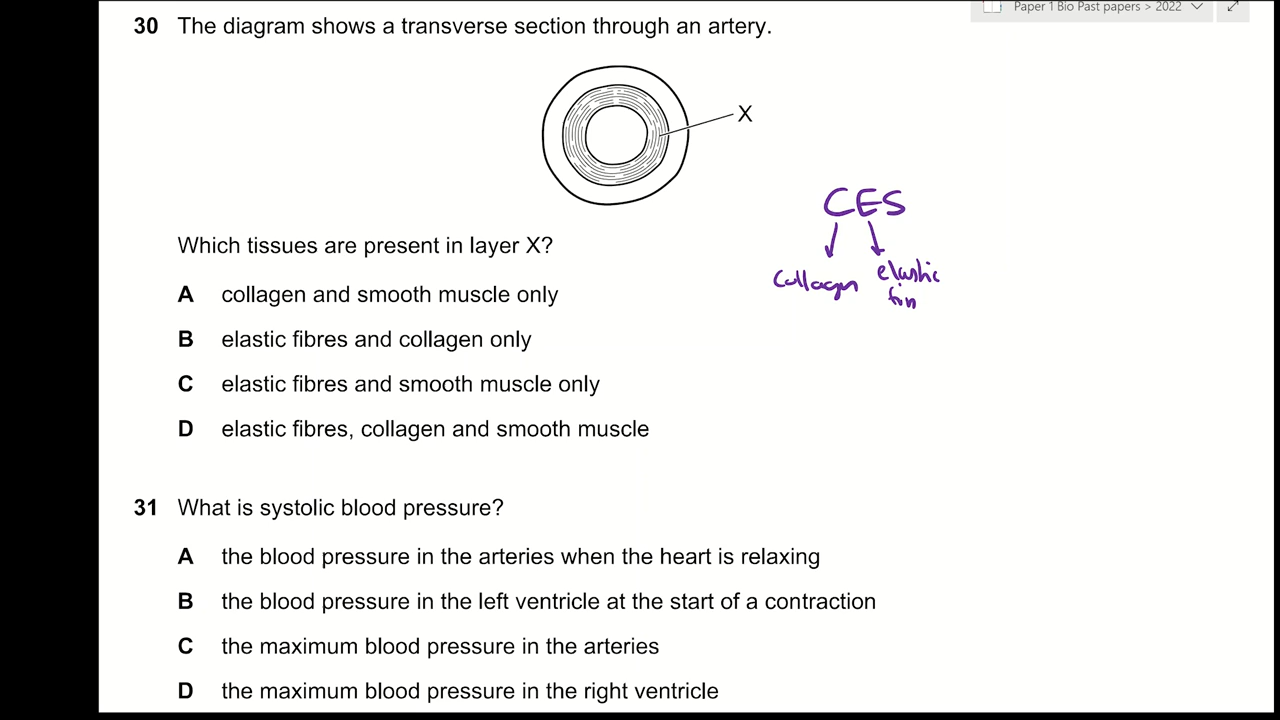 Paper 1 Bio Past papers > 2022
30 The diagram shows a transverse section through an artery.
X
CES
collagen elastic
Which tissues are present in layer X?
A collagen and smooth muscle only
B elastic fibres and collagen only
C elastic fibres and smooth muscle only
D elastic fibres, collagen and smooth muscle
31 What is systolic blood pressure?
A the blood pressure in the arteries when the heart is relaxing
B the blood pressure in the left ventricle at the start of a contraction
C the maximum blood pressure in the arteries
D the maximum blood pressure in the right ventricle